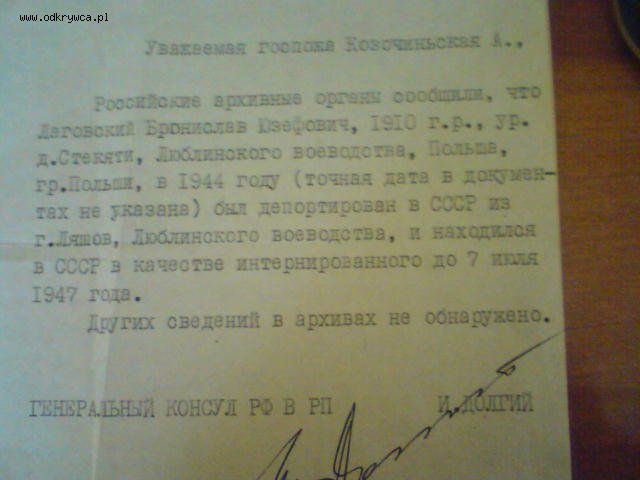 www.odkrywca.pl
Уважаемая госпожа Козочиньская А.,
Российские архивные органы сообщили, что
Леговский Бронислав Юзефович, 1910 г.р., ур.
д.Стекяти, Люблинского воеводства, Польша,
гр.Польши, в 1944 году (точная дата в докумен-
тах не указана) был депортирован в СССР из
г.Ляшов, Люблинского воеводства, и находился
в СССР в качестве интернированного до 7 июля
1947 года.
Других сведений в архивах не обнаружено.
ГЕНЕРАЛЬНЫЙ КОНСУЛ РФ В РП И.ДОЛГИЙ